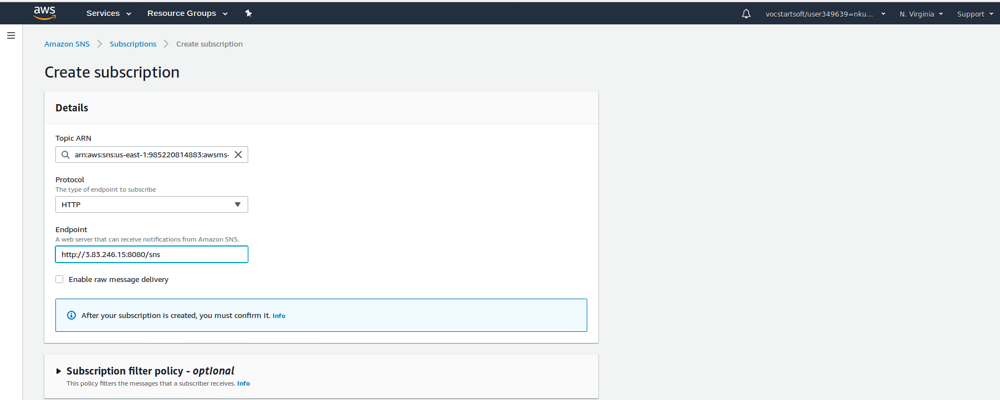 aws Services Resource Groups vocstartsoft/user349639=nku... N. Virginia Support
Amazon SNS Subscriptions Create subscription
Create subscription
Details
Topic ARN
arn:aws:sns:us-east-1:985220814883:awsms-
Protocol
The type of endpoint to subscribe
HTTP
Endpoint
A web server that can receive notifications from Amazon SNS.
http://3.83.246.15:8080/sns
Enable raw message delivery
After your subscription is created, you must confirm it. Info
Subscription filter policy - optional
This policy filters the messages that a subscriber receives. Info